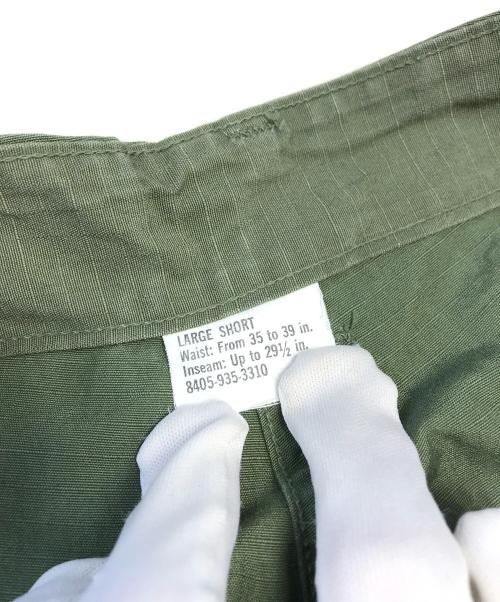 LARGE SHORT
Waist: From 35 to 39 in.
Inseam: Up to 29½ in.
8405-935-3310